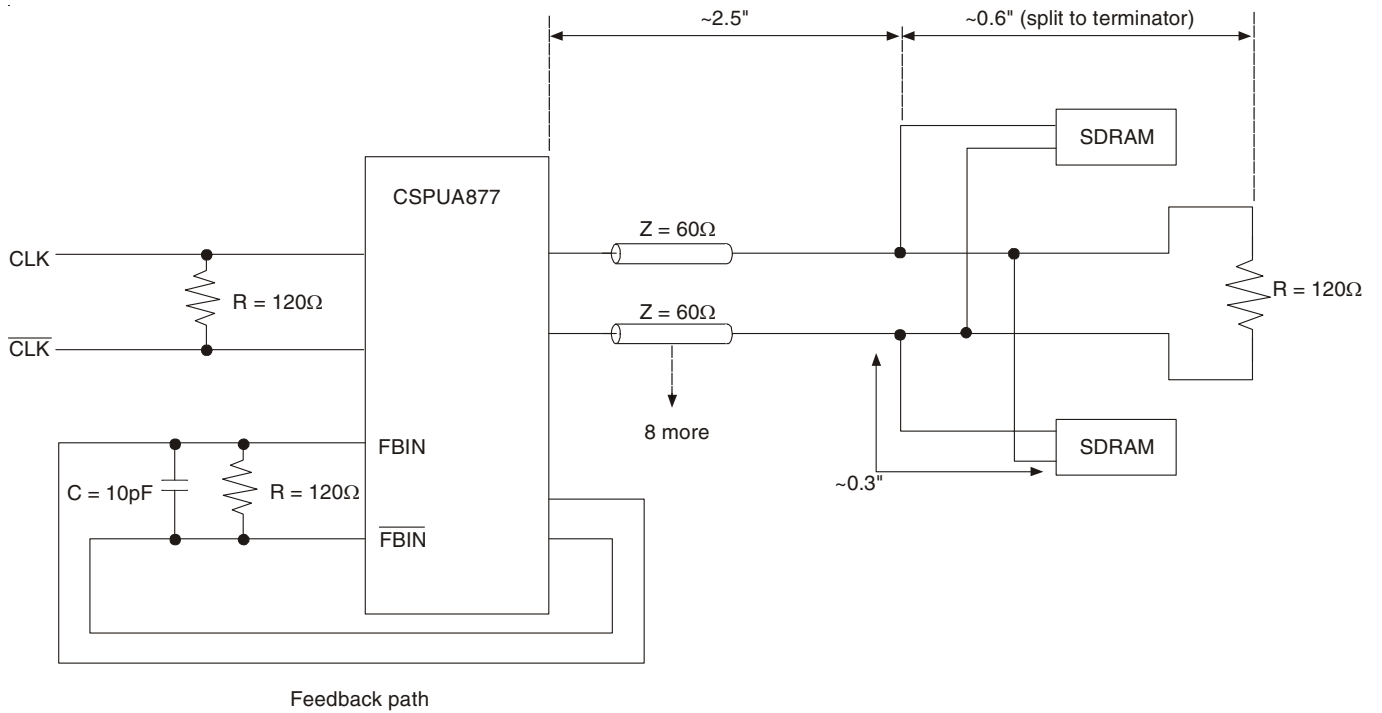 ~2.5"
~0.6" (split to terminator)
SDRAM
CSPUA877
Z = 60Ω
CLK
R = 120Ω
R = 120Ω
Z = 60Ω
CLK
8 more
FBIN
SDRAM
C = 10pF
R = 120Ω
~0.3"
FBIN
Feedback path